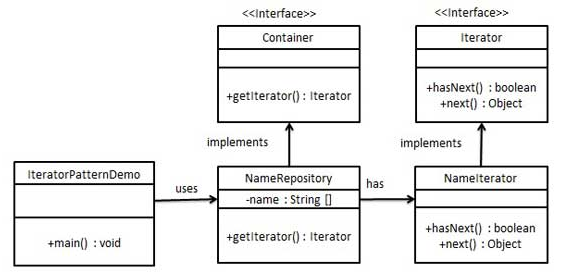 <<Interface>>
<<Interface>>
Container
Iterator
+getIterator() : Iterator
+hasNext() : boolean
+next() : Object
implements
implements
IteratorPatternDemo
+main() : void
uses
NameRepository
-name : String []
+getIterator() : Iterator
has
NameIterator
+hasNext() : boolean
+next() : Object